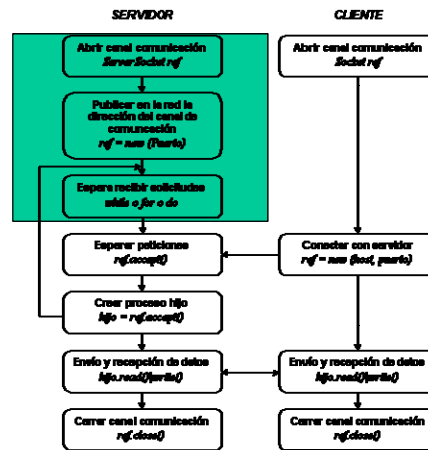 SERVIDOR
CLIENTE
Abrir canal comunicación
ServerSocket ref
Abrir canal comunicación
Socket ref
Publicar en la red la
dirección del canal de
comuncación
ref = new (Puerto)
Espera recibir solicitudes
while o for o do
Esperar peticiones
ref.accept()
Conectar con servidor
ref = new (host, puerto)
Crear proceso hijo
hijo = ref.accept()
Envío y recepción de datos
hijo.read()|write()
Envío y recepción de datos
hijo.read()|write()
Cerrar canal comunicación
ref.close()
Cerrar canal comunicación
ref.close()